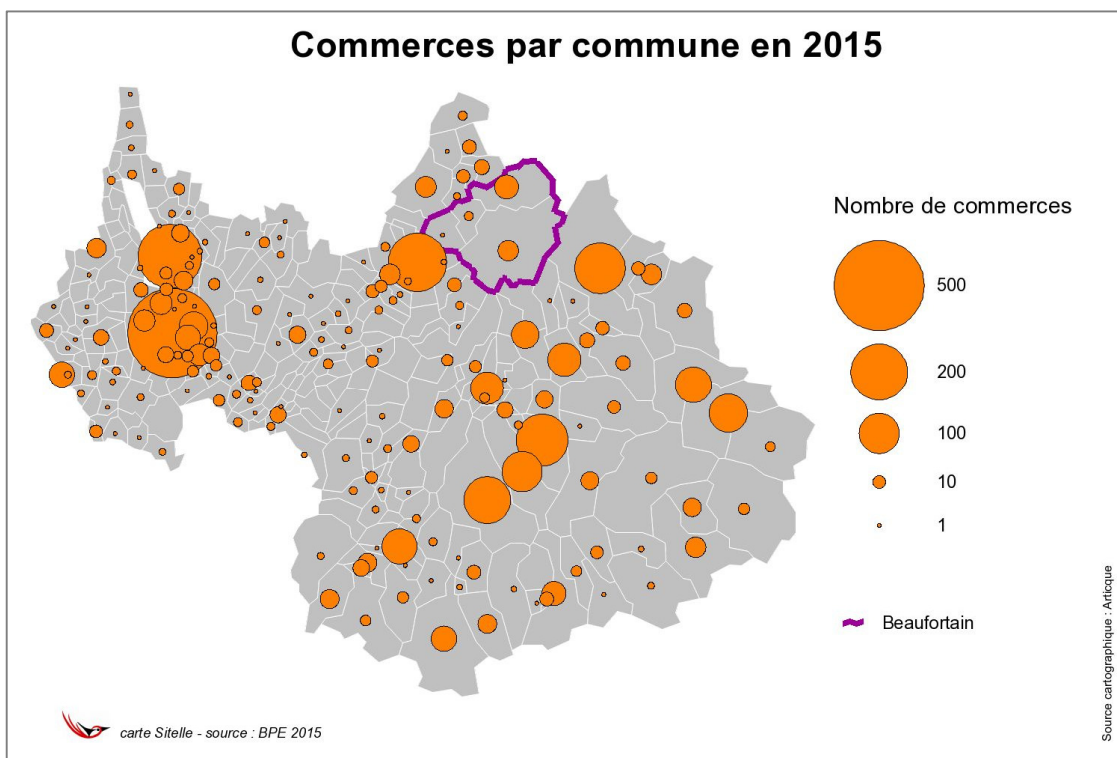 Commerces par commune en 2015
Nombre de commerces
500
200
100
10
1
Beaufortain
Source cartographique : Articque
carte Sitelle - source : BPE 2015